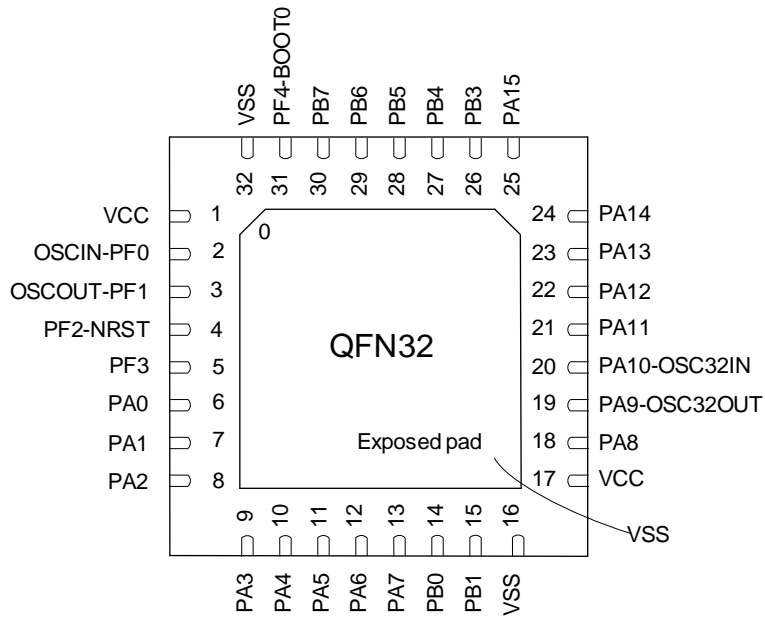 VSS
PF4-BOOT0
PB7
PB6
PB5
PB4
PB3
PA15
32
31
30
29
28
27
26
25
VCC 1
OSCIN-PF0 2
OSCOUT-PF1 3
PF2-NRST 4
PF3 5
PA0 6
PA1 7
PA2 8
0
QFN32
Exposed pad
24 PA14
23 PA13
22 PA12
21 PA11
20 PA10-OSC32IN
19 PA9-OSC32OUT
18 PA8
17 VCC
VSS
9
10
11
12
13
14
15
16
PA3
PA4
PA5
PA6
PA7
PB0
PB1
VSS